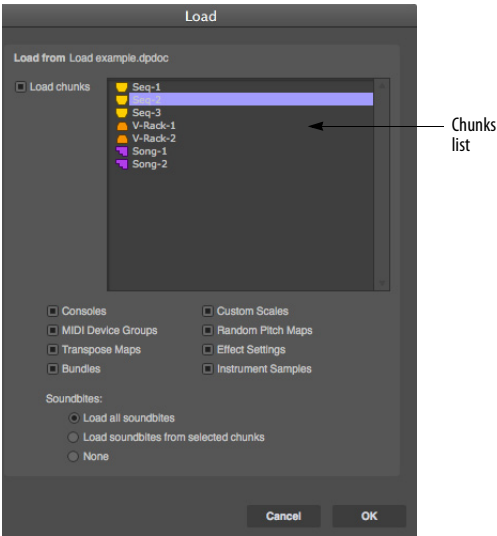 Load
Load from Load example.dpdoc
Load chunks
Seq-1
Seq-2
Seq-3
V-Rack-1
V-Rack-2
Song-1
Song-2
Chunks
list
Consoles
Custom Scales
MIDI Device Groups
Random Pitch Maps
Transpose Maps
Effect Settings
Bundles
Instrument Samples
Soundbites:
Load all soundbites
Load soundbites from selected chunks
None
Cancel
OK